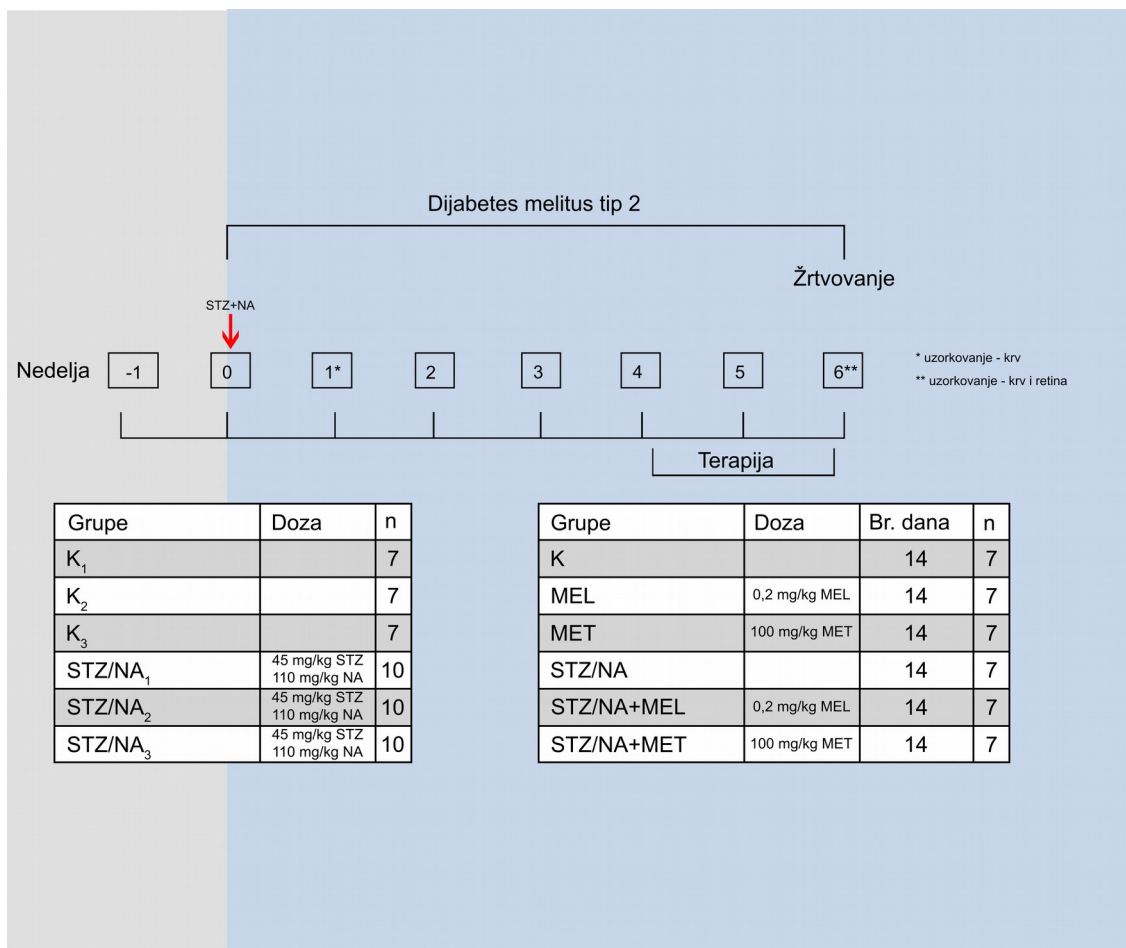 Dijabetes melitus tip 2
Žrtvovanje
STZ+NA
Nedelja -1 0 1* 2 3 4 5 6**
* uzorkovanje - krv
** uzorkovanje - krv i retina
Terapija
Grupe Doza n
K1 7
K2 7
K3 7
STZ/NA1 45 mg/kg STZ 110 mg/kg NA 10
STZ/NA2 45 mg/kg STZ 110 mg/kg NA 10
STZ/NA3 45 mg/kg STZ 110 mg/kg NA 10
Grupe Doza Br. dana n
K 14 7
MEL 0,2 mg/kg MEL 14 7
MET 100 mg/kg MET 14 7
STZ/NA 14 7
STZ/NA+MEL 0,2 mg/kg MEL 14 7
STZ/NA+MET 100 mg/kg MET 14 7